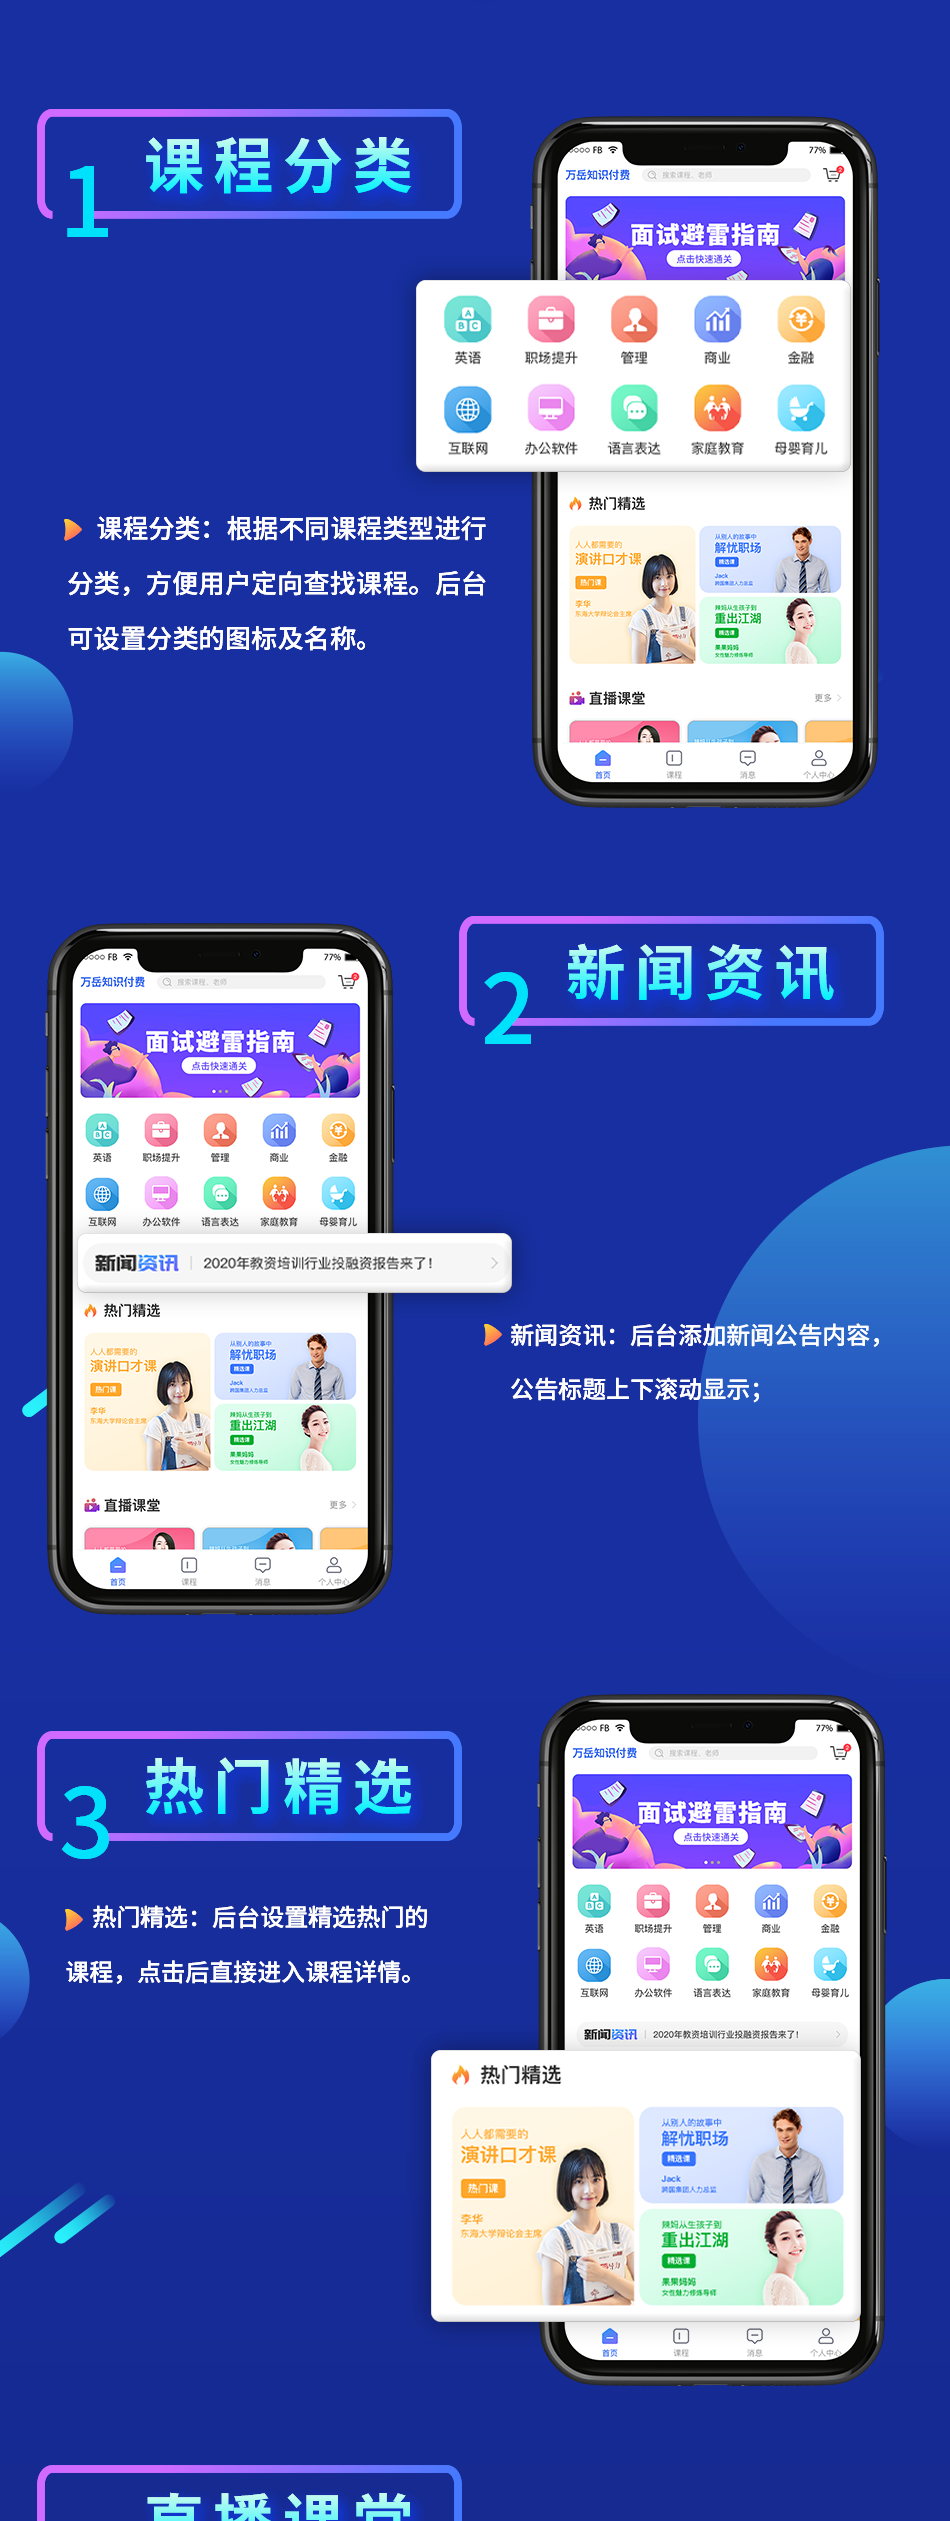 课程分类
1
FB
77%
万岳知识付费
搜索课程、老师
2
面试避雷指南
点击快速通关
英语
职场提升
管理
商业
金融
互联网
办公软件
语言表达
家庭教育
母婴育儿
热门精选
人人都需要的
演讲口才课
热门课
李华
东海大学辩论会主席
从别人的故事中
解忧职场
精选课
Jack
跨国集团人力总监
辣妈从生孩子到
重出江湖
精选课
果果妈妈
女性魅力修炼导师
直播课堂
更多
首页
课程
消息
个人中心
课程分类：根据不同课程类型进行
分类，方便用户定向查找课程。后台
可设置分类的图标及名称。
新闻资讯
2
FB
77%
万岳知识付费
搜索课程、老师
2
面试避雷指南
点击快速通关
英语
职场提升
管理
商业
金融
互联网
办公软件
语言表达
家庭教育
母婴育儿
新闻资讯
2020年教资培训行业投融资报告来了！
热门精选
人人都需要的
演讲口才课
热门课
李华
东海大学辩论会主席
从别人的故事中
解忧职场
精选课
Jack
跨国集团人力总监
辣妈从生孩子到
重出江湖
精选课
果果妈妈
女性魅力修炼导师
直播课堂
更多
首页
课程
消息
个人中心
新闻资讯：后台添加新闻公告内容，
公告标题上下滚动显示；
热门精选
3
热门精选：后台设置精选热门的
课程，点击后直接进入课程详情。
FB
77%
万岳知识付费
搜索课程、老师
2
面试避雷指南
点击快速通关
英语
职场提升
管理
商业
金融
互联网
办公软件
语言表达
家庭教育
母婴育儿
新闻资讯
2020年教资培训行业投融资报告来了！
热门精选
人人都需要的
演讲口才课
热门课
李华
东海大学辩论会主席
从别人的故事中
解忧职场
精选课
Jack
跨国集团人力总监
辣妈从生孩子到
重出江湖
精选课
果果妈妈
女性魅力修炼导师
首页
课程
消息
个人中心
直播课堂